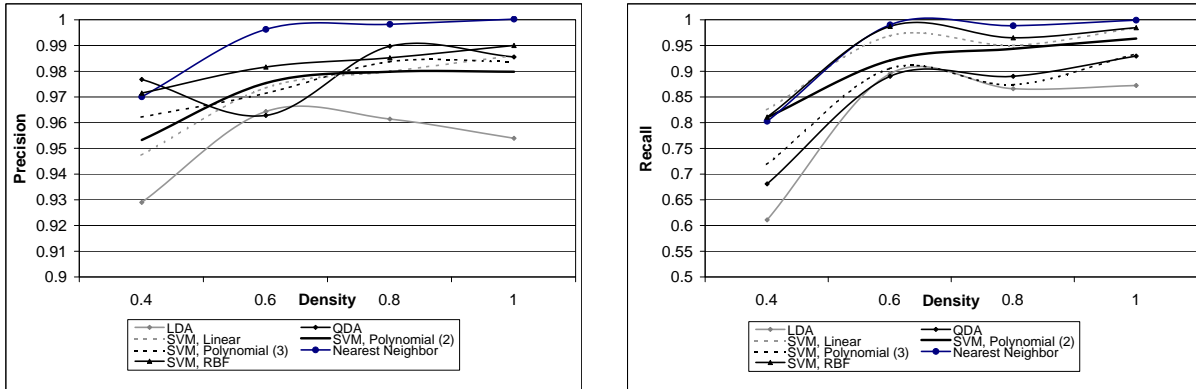 1
0.99
0.98
0.97
0.96
0.95
0.94
0.93
0.92
0.91
0.9
Precision
0.4 0.6 0.8 1
Density
LDA QDA
SVM, Linear SVM, Polynomial (2)
SVM, Polynomial (3) Nearest Neighbor
SVM, RBF
1
0.95
0.9
0.85
0.8
0.75
0.7
0.65
0.6
0.55
0.5
Recall
0.4 0.6 0.8 1
Density
LDA QDA
SVM, Linear SVM, Polynomial (2)
SVM, Polynomial (3) Nearest Neighbor
SVM, RBF